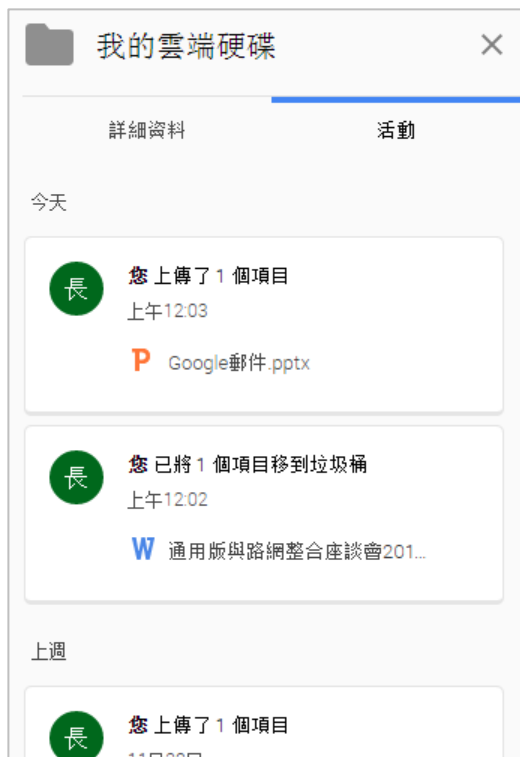 我的雲端硬碟
詳細資料
活動
今天
長
您 上傳了 1 個項目
上午12:03
P Google郵件.pptx
長
您 已將 1 個項目移到垃圾桶
上午12:02
W 通用版與路網整合座談會201...
上週
長
您 上傳了 1 個項目